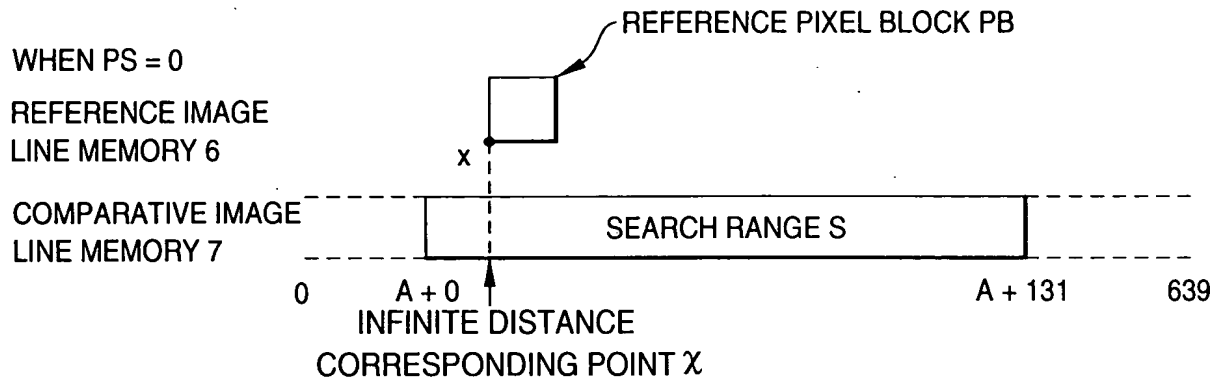 REFERENCE PIXEL BLOCK PB
WHEN PS = 0
REFERENCE IMAGE
LINE MEMORY 6
x
COMPARATIVE IMAGE
LINE MEMORY 7
SEARCH RANGE S
0 A + 0 A + 131 639
INFINITE DISTANCE
CORRESPONDING POINT χ